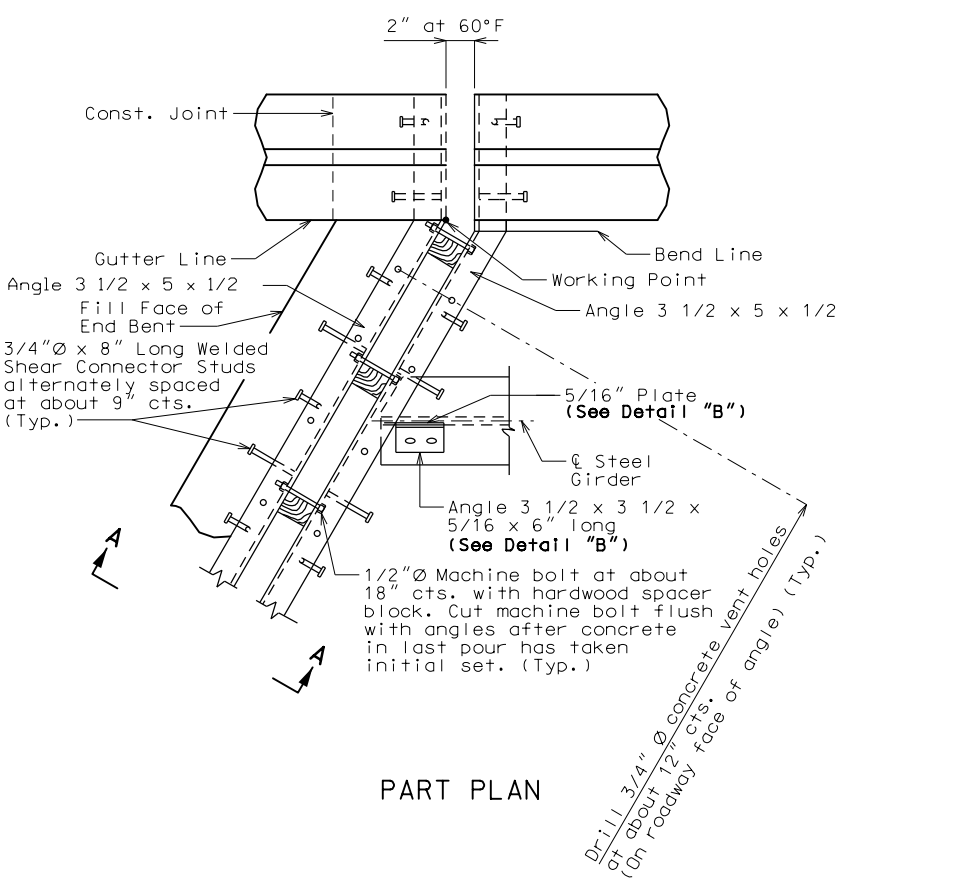 2" at 60°F
Const. Joint
Gutter Line
Angle 3 1/2 x 5 x 1/2
Fill Face of
End Bent
3/4"Ø x 8" Long Welded
Shear Connector Studs
alternately spaced
at about 9" cts.
(Typ.)
Bend Line
Working Point
Angle 3 1/2 x 5 x 1/2
5/16" Plate
(See Detail "B")
℄ Steel
Girder
Angle 3 1/2 x 3 1/2 x
5/16 x 6" long
(See Detail "B")
1/2"Ø Machine bolt at about
18" cts. with hardwood spacer
block. Cut machine bolt flush
with angles after concrete
in last pour has taken
initial set. (Typ.)
A
A
Drill 3/4" Ø concrete vent holes
at about 12" cts.
(On roadway face of angle) (Typ.)
PART PLAN